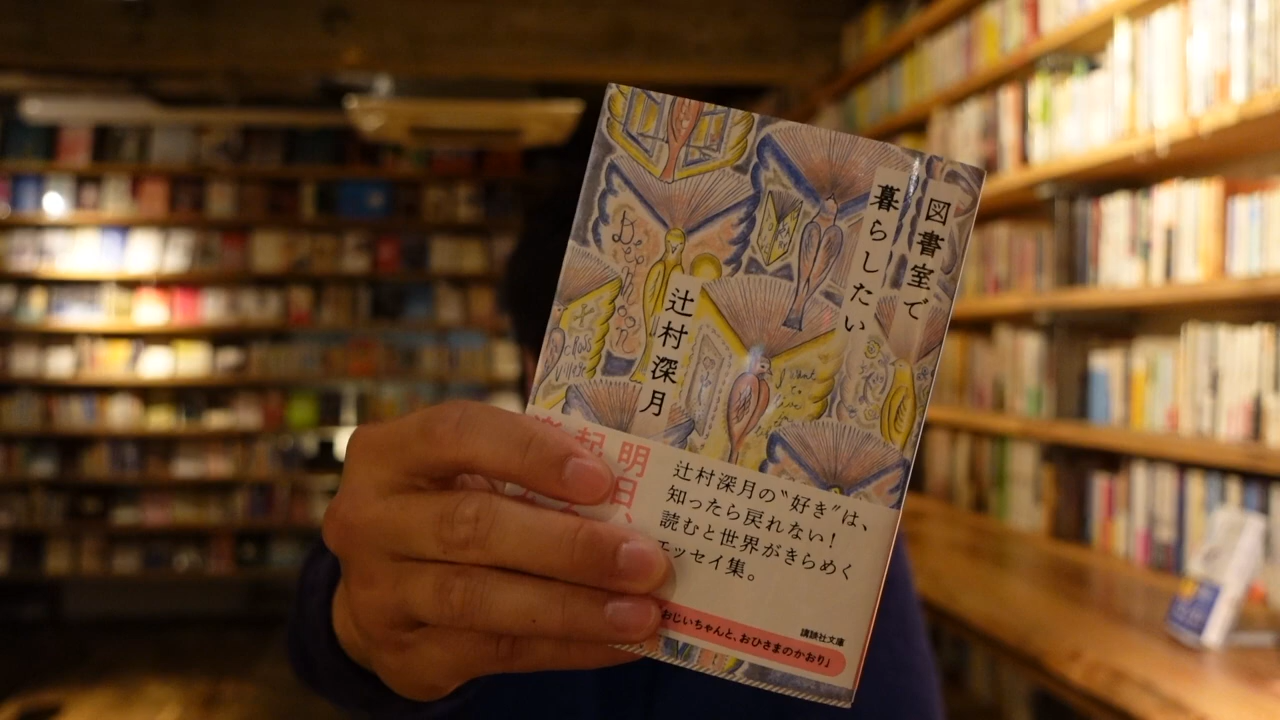 図書室で
暮らしたい
辻村深月
明日、
起
辻村深月の〝好き〟は、
知ったら戻れない!
読むと世界がきらめく
エッセイ集。
おじいちゃんと、おひさまのかおり」
講談社文庫